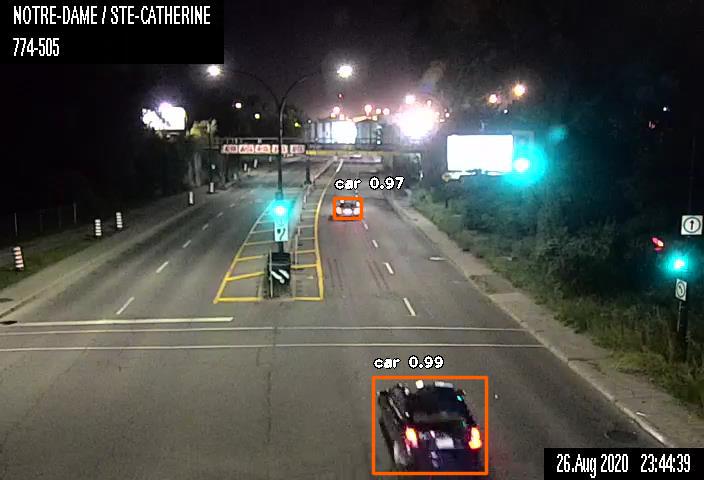 NOTRE-DAME / STE-CATHERINE
774-505
car 0.97
car 0.99
26.Aug 2020 23:44:39